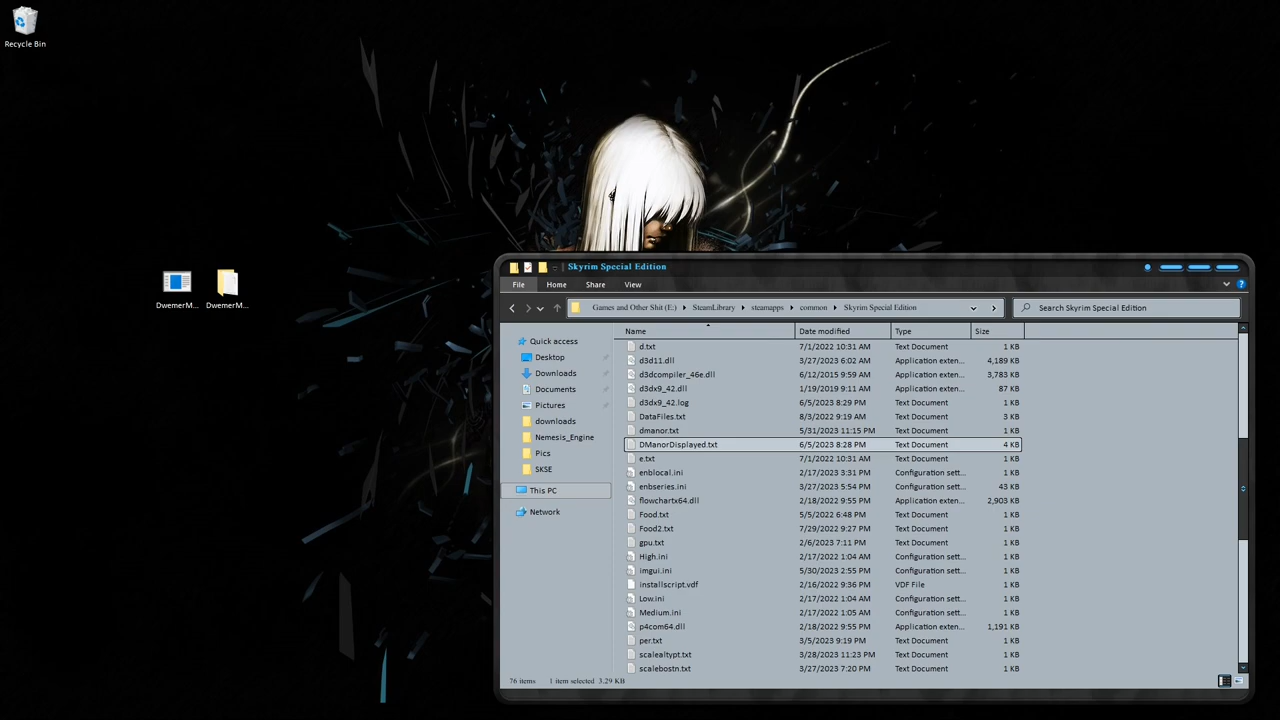 Recycle Bin
DwemerM...
DwemerM...
Skyrim Special Edition
File Home Share View
Games and Other Shit (E:) SteamLibrary steamapps common Skyrim Special Edition
Search Skyrim Special Edition
Quick access
Desktop
Downloads
Documents
Pictures
downloads
Nemesis_Engine
Pics
SKSE
This PC
Network
Name Date modified Type Size
d.txt 7/1/2022 10:31 AM Text Document 1 KB
d3d11.dll 3/27/2023 6:02 AM Application exten... 4,189 KB
d3dcompiler_46e.dll 6/12/2015 9:59 AM Application exten... 3,783 KB
d3dx9_42.dll 1/19/2019 9:11 AM Application exten... 87 KB
d3dx9_42.log 6/5/2023 8:29 PM Text Document 1 KB
DataFiles.txt 8/3/2022 9:19 AM Text Document 3 KB
dmanor.txt 5/31/2023 11:15 PM Text Document 1 KB
DManorDisplayed.txt 6/5/2023 8:28 PM Text Document 4 KB
e.txt 7/1/2022 10:31 AM Text Document 1 KB
enblocal.ini 2/17/2023 3:31 PM Configuration sett... 1 KB
enbseries.ini 3/27/2023 5:54 PM Configuration sett... 43 KB
flowchartx64.dll 2/18/2022 9:55 PM Application exten... 2,903 KB
Food.txt 5/5/2022 6:48 PM Text Document 1 KB
Food2.txt 7/29/2022 9:27 PM Text Document 1 KB
gpu.txt 2/6/2023 7:11 PM Text Document 1 KB
High.ini 2/17/2022 1:04 AM Configuration sett... 1 KB
imgui.ini 5/30/2023 2:55 PM Configuration sett... 1 KB
installscript.vdf 2/16/2022 9:36 PM VDF File 1 KB
Low.ini 2/17/2022 1:04 AM Configuration sett... 1 KB
Medium.ini 2/17/2022 1:05 AM Configuration sett... 1 KB
p4com64.dll 2/18/2022 9:55 PM Application exten... 1,191 KB
per.txt 3/5/2023 9:19 PM Text Document 1 KB
scalealtypt.txt 3/28/2023 11:23 PM Text Document 1 KB
scalebostn.txt 3/27/2023 7:20 PM Text Document 1 KB
76 items 1 item selected 3.29 KB